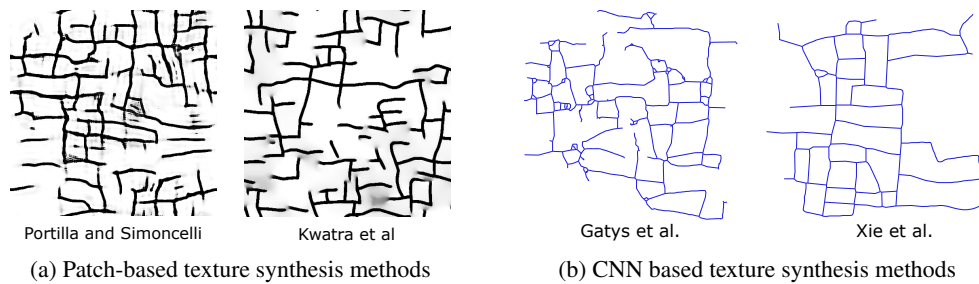 Portilla and Simoncelli
Kwatra et al
Gatys et al.
Xie et al.
(a) Patch-based texture synthesis methods
(b) CNN based texture synthesis methods